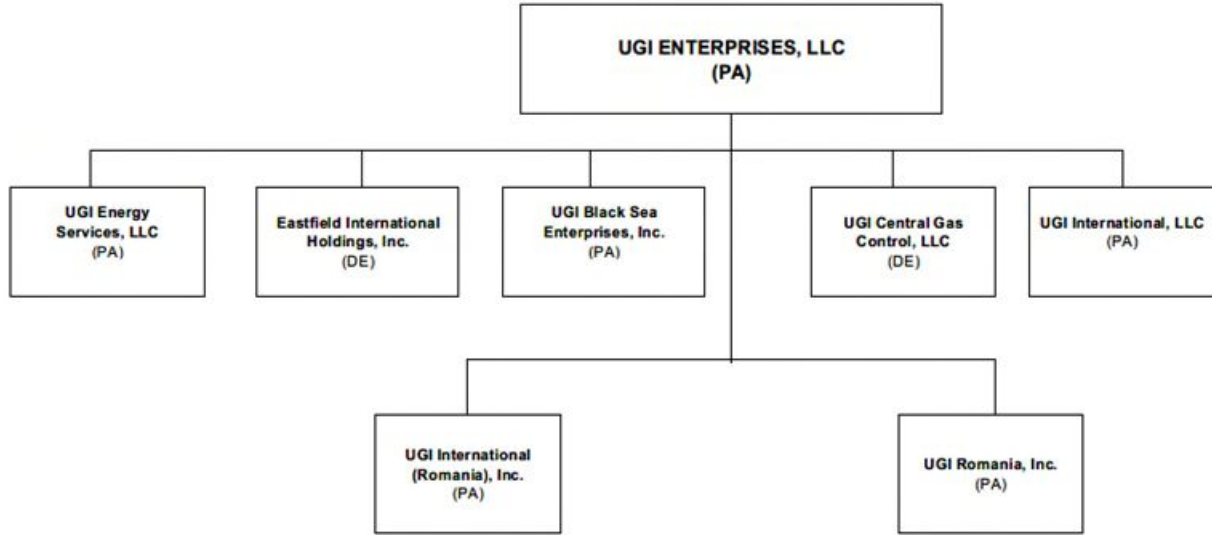 UGI ENTERPRISES, LLC
(PA)
UGI Energy
Services, LLC
(PA)
Eastfield International
Holdings, Inc.
(DE)
UGI Black Sea
Enterprises, Inc.
(PA)
UGI Central Gas
Control, LLC
(DE)
UGI International, LLC
(PA)
UGI International
(Romania), Inc.
(PA)
UGI Romania, Inc.
(PA)